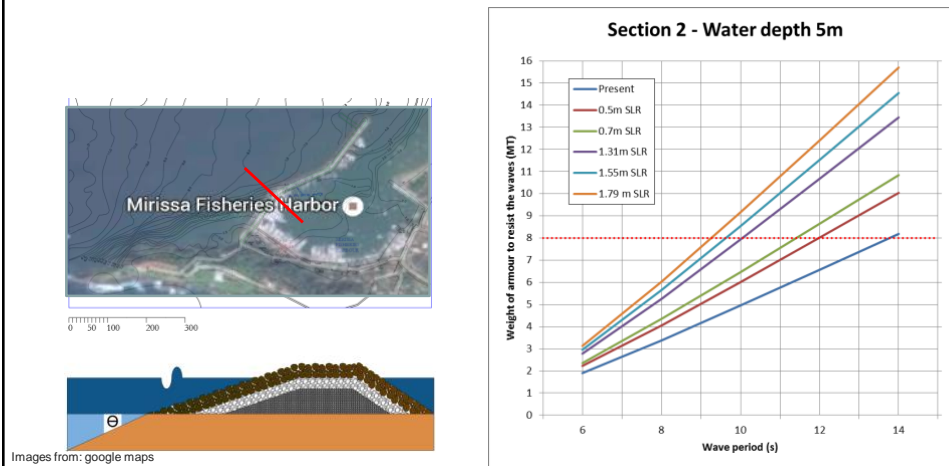 Mirissa Fisheries Harbor
0 50 100 200 300
Θ
Images from: google maps
Section 2 - Water depth 5m
Weight of armour to resist the waves (MT)
16
15
14
13
12
11
10
9
8
7
6
5
4
3
2
1
0
Present
0.5m SLR
0.7m SLR
1.31m SLR
1.55m SLR
1.79 m SLR
6 8 10 12 14
Wave period (s)